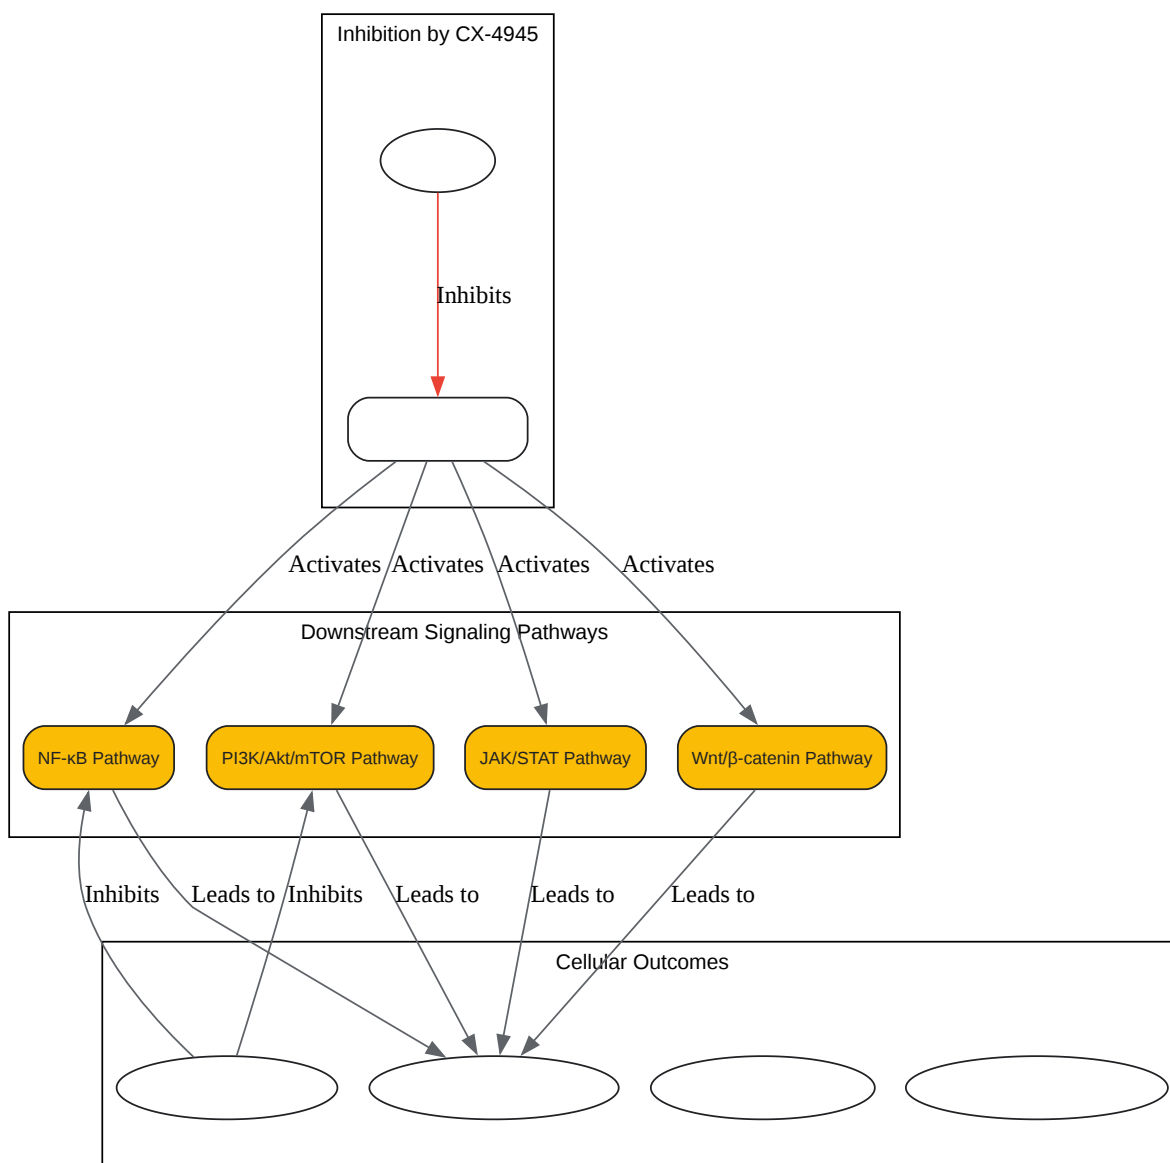 Inhibition by CX-4945
Inhibits
Activates
Activates
Activates
Activates
Downstream Signaling Pathways
NF-κB Pathway
PI3K/Akt/mTOR Pathway
JAK/STAT Pathway
Wnt/β-catenin Pathway
Inhibits
Leads to
Inhibits
Leads to
Leads to
Leads to
Cellular Outcomes